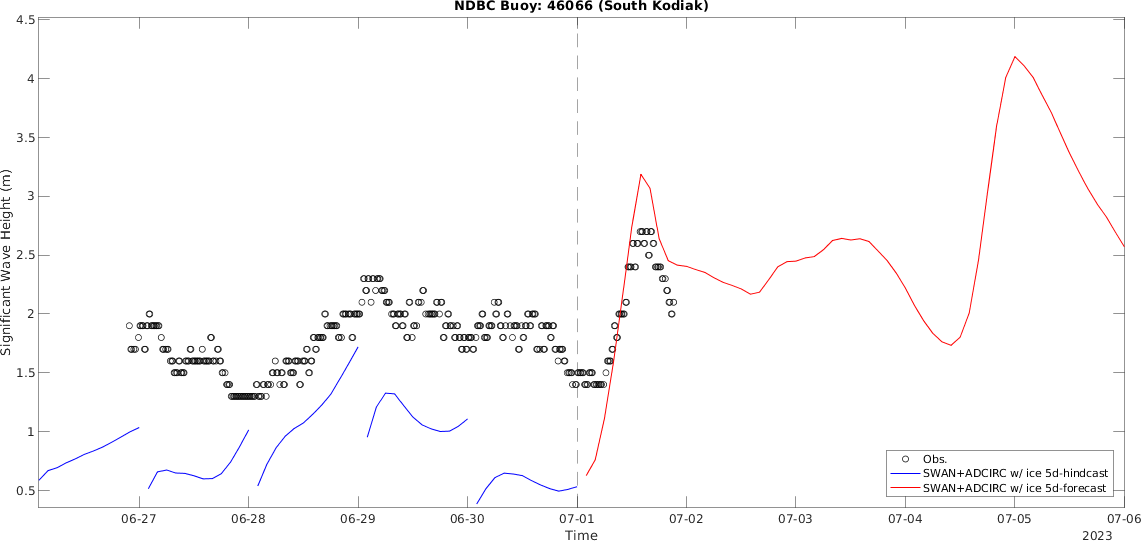 NDBC Buoy: 46066 (South Kodiak)
4.5
4
3.5
3
2.5
2
1.5
1
0.5
Significant Wave Height (m)
Obs.
SWAN+ADCIRC w/ ice 5d-hindcast
SWAN+ADCIRC w/ ice 5d-forecast
06-27 06-28 06-29 06-30 07-01 07-02 07-03 07-04 07-05 07-06
Time
2023